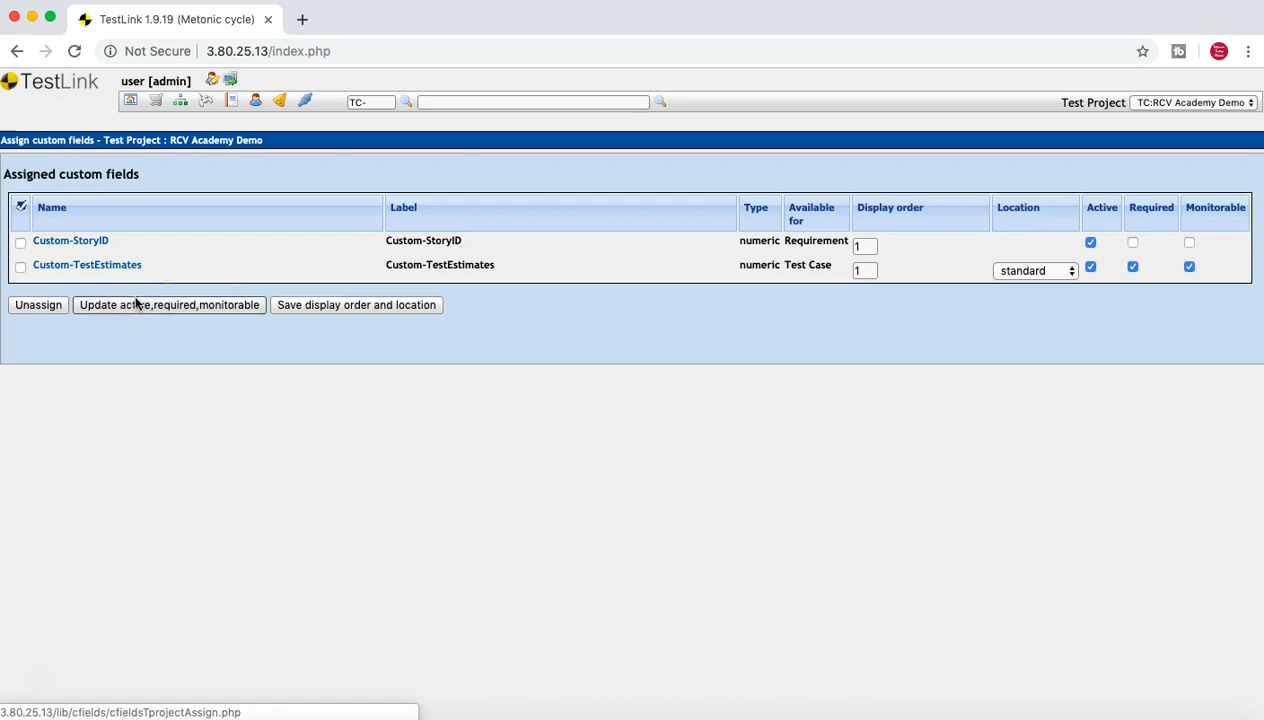 TestLink 1.9.19 (Metonic cycle)
Not Secure 3.80.25.13/index.php
TestLink user [admin]
TC- Test Project TC:RCV Academy Demo
Assign custom fields - Test Project : RCV Academy Demo
Assigned custom fields
Name Label Type Available for Display order Location Active Required Monitorable
Custom-StoryID Custom-StoryID numeric Requirement 1
Custom-TestEstimates Custom-TestEstimates numeric Test Case 1 standard
Unassign Update active,required,monitorable Save display order and location
3.80.25.13/lib/cfields/cfieldsTprojectAssign.php